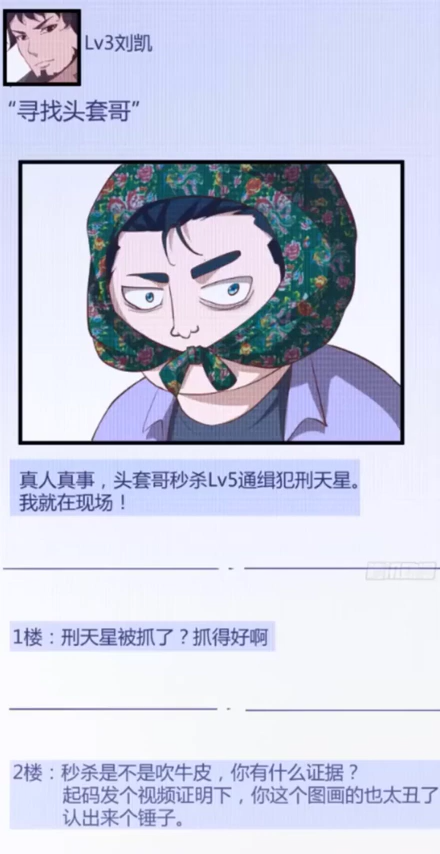 Lv3刘凯
“寻找头套哥”
真人真事，头套哥秒杀Lv5通缉犯刑天星。
我就在现场！
1楼：刑天星被抓了？抓得好啊
2楼：秒杀是不是吹牛皮，你有什么证据？
起码发个视频证明下，你这个图画的也太丑了
认出来个锤子。